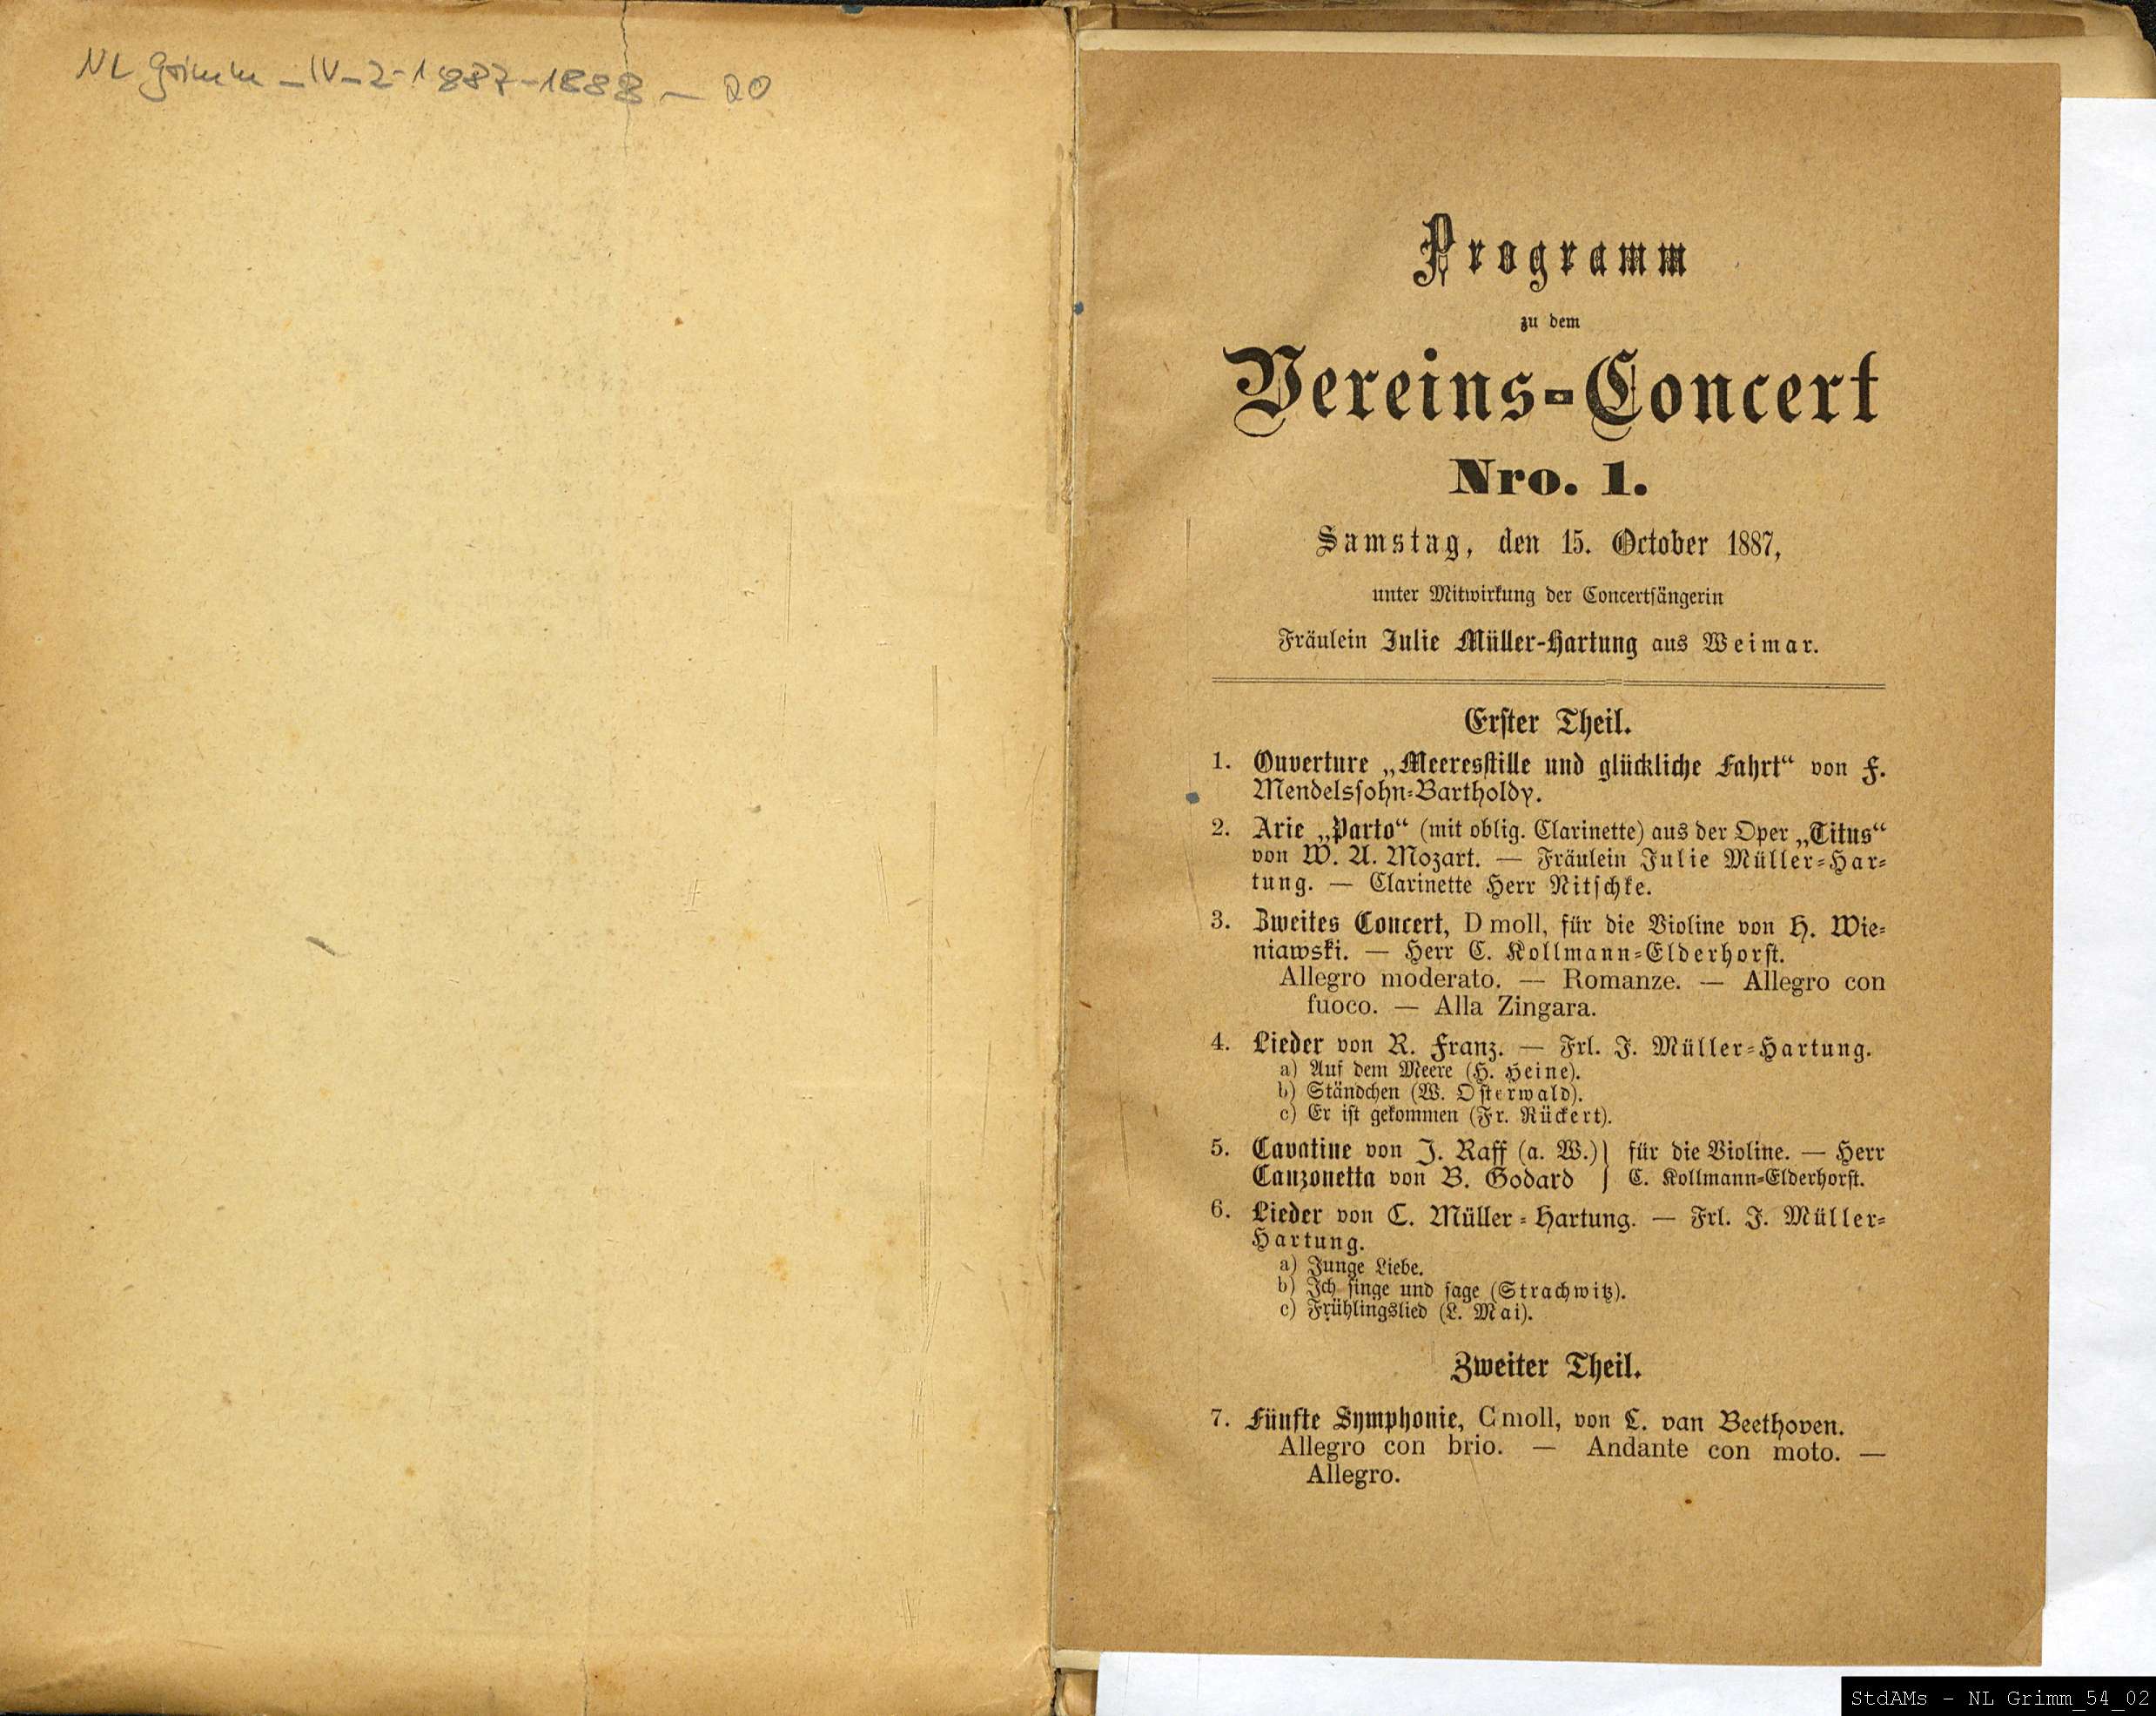 NL Grimm _ IV _ 2 - 1887-1888 _ 20
Programm
zu dem
Vereins-Concert
Nro. 1.
Samstag, den 15. October 1887,
unter Mitwirkung der Concertsängerin
Fräulein Julie Müller-Hartung aus Weimar.
Erster Theil.
1. Ouverture „Meeresstille und glückliche Fahrt“ von F.
Mendelssohn-Bartholdy.
2. Arie „Parto“ (mit oblig. Clarinette) aus der Oper „Titus“
von W. A. Mozart. — Fräulein Julie Müller-Har-
tung. — Clarinette Herr Nitschke.
3. Zweites Concert, D moll, für die Violine von H. Wie-
niawski. — Herr C. Kollmann-Elderhorst.
Allegro moderato. — Romanze. — Allegro con
fuoco. — Alla Zingara.
4. Lieder von R. Franz. — Frl. J. Müller-Hartung.
a) Auf dem Meere (H. Heine).
b) Ständchen (W. Osterwald).
c) Er ist gekommen (Fr. Rückert).
5. Cavatine von J. Raff (a. W.) } für die Violine. — Herr
Canzonetta von B. Godard } C. Kollmann-Elderhorst.
6. Lieder von C. Müller-Hartung. — Frl. J. Müller-
Hartung.
a) Junge Liebe.
b) Ich singe und sage (Strachwitz).
c) Frühlingslied (L. Mai).
Zweiter Theil.
7. Fünfte Symphonie, C moll, von L. van Beethoven.
Allegro con brio. — Andante con moto. —
Allegro.
StdAMs - NL Grimm_54_02